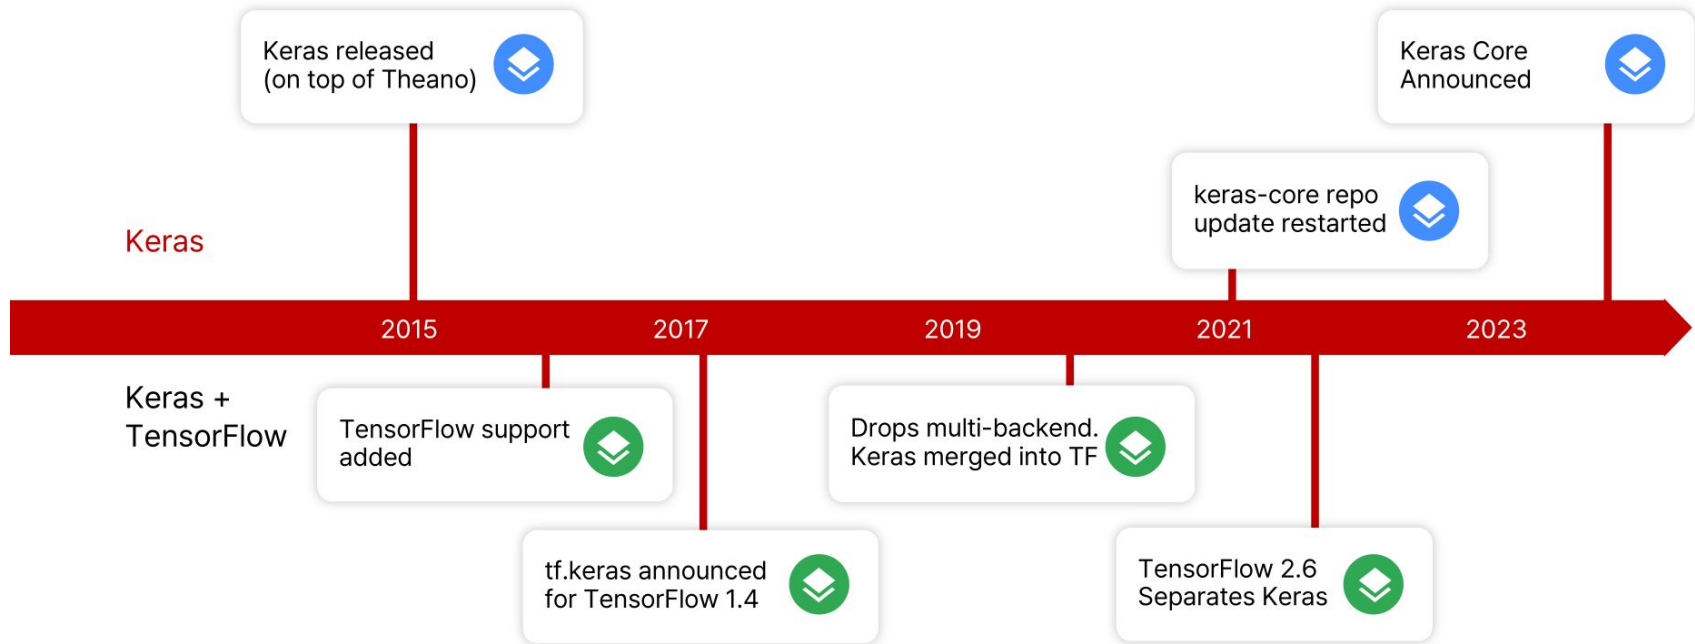 Keras released
(on top of Theano)
Keras Core
Announced
keras-core repo
update restarted
Keras
2015
2017
2019
2021
2023
Keras +
TensorFlow
TensorFlow support
added
Drops multi-backend.
Keras merged into TF
tf.keras announced
for TensorFlow 1.4
TensorFlow 2.6
Separates Keras